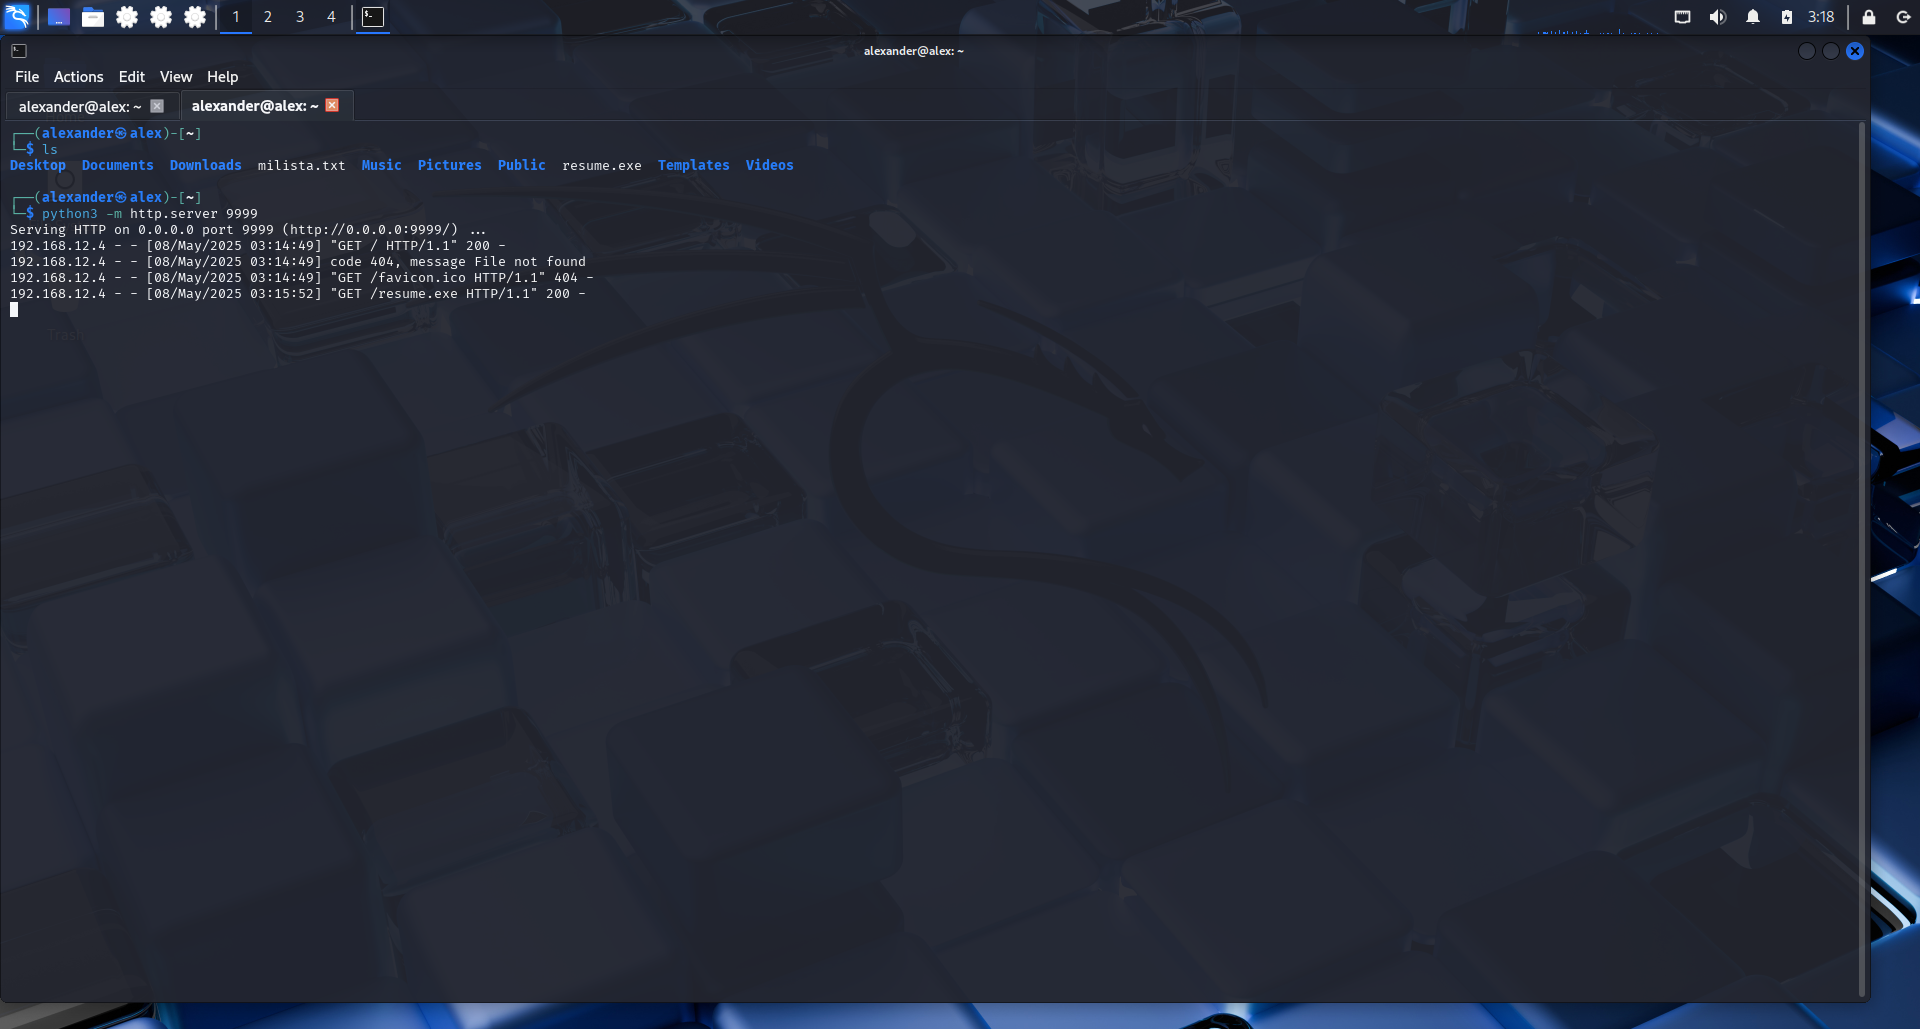 1 2 3 4
3:18
alexander@alex: ~
File Actions Edit View Help
alexander@alex: ~ alexander@alex: ~
┌──(alexander㉿alex)-[~]
└─$ ls
Desktop Documents Downloads milista.txt Music Pictures Public resume.exe Templates Videos
┌──(alexander㉿alex)-[~]
└─$ python3 -m http.server 9999
Serving HTTP on 0.0.0.0 port 9999 (http://0.0.0.0:9999/) ...
192.168.12.4 - - [08/May/2025 03:14:49] "GET / HTTP/1.1" 200 -
192.168.12.4 - - [08/May/2025 03:14:49] code 404, message File not found
192.168.12.4 - - [08/May/2025 03:14:49] "GET /favicon.ico HTTP/1.1" 404 -
192.168.12.4 - - [08/May/2025 03:15:52] "GET /resume.exe HTTP/1.1" 200 -
Trash